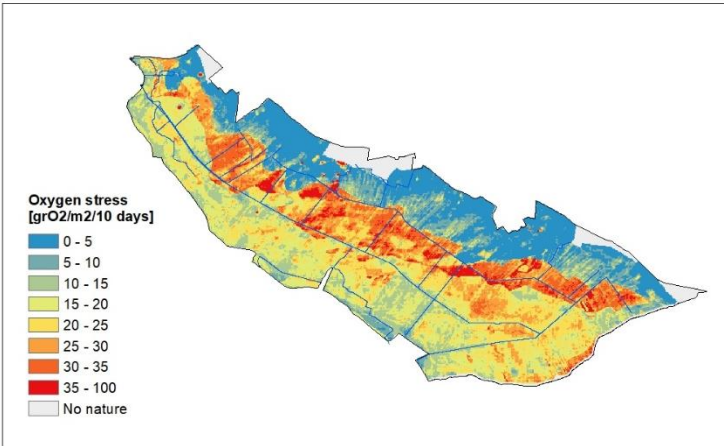 Oxygen stress
[grO2/m2/10 days]
0 - 5
5 - 10
10 - 15
15 - 20
20 - 25
25 - 30
30 - 35
35 - 100
No nature